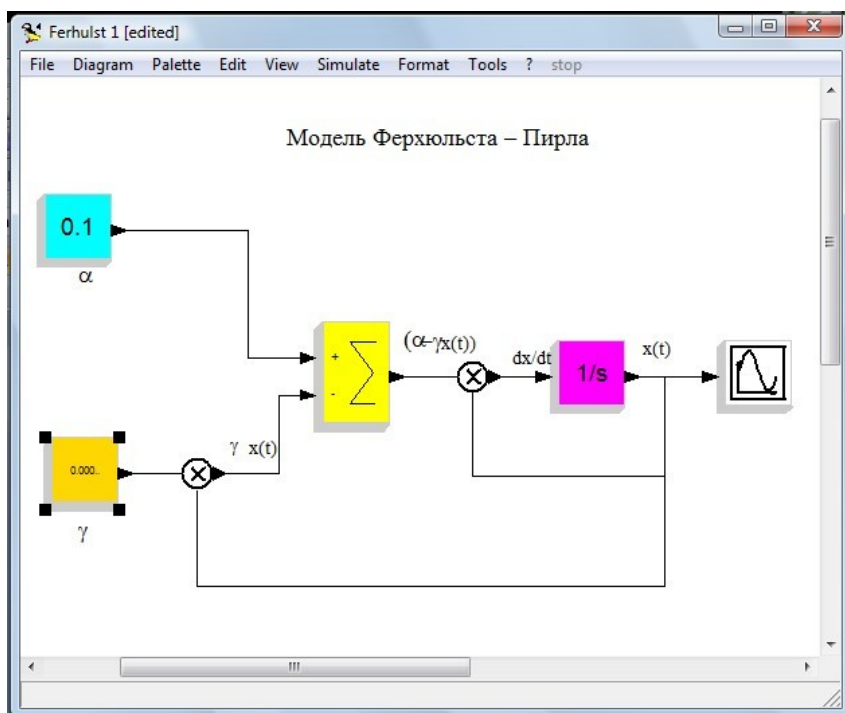 Ferhulst 1 [edited]
File Diagram Palette Edit View Simulate Format Tools ? stop
Модель Ферхюльста – Пирла
0.1
α
+
-
Σ
(α-γx(t))
dx/dt
1/s
x(t)
γ x(t)
0.000..
γ